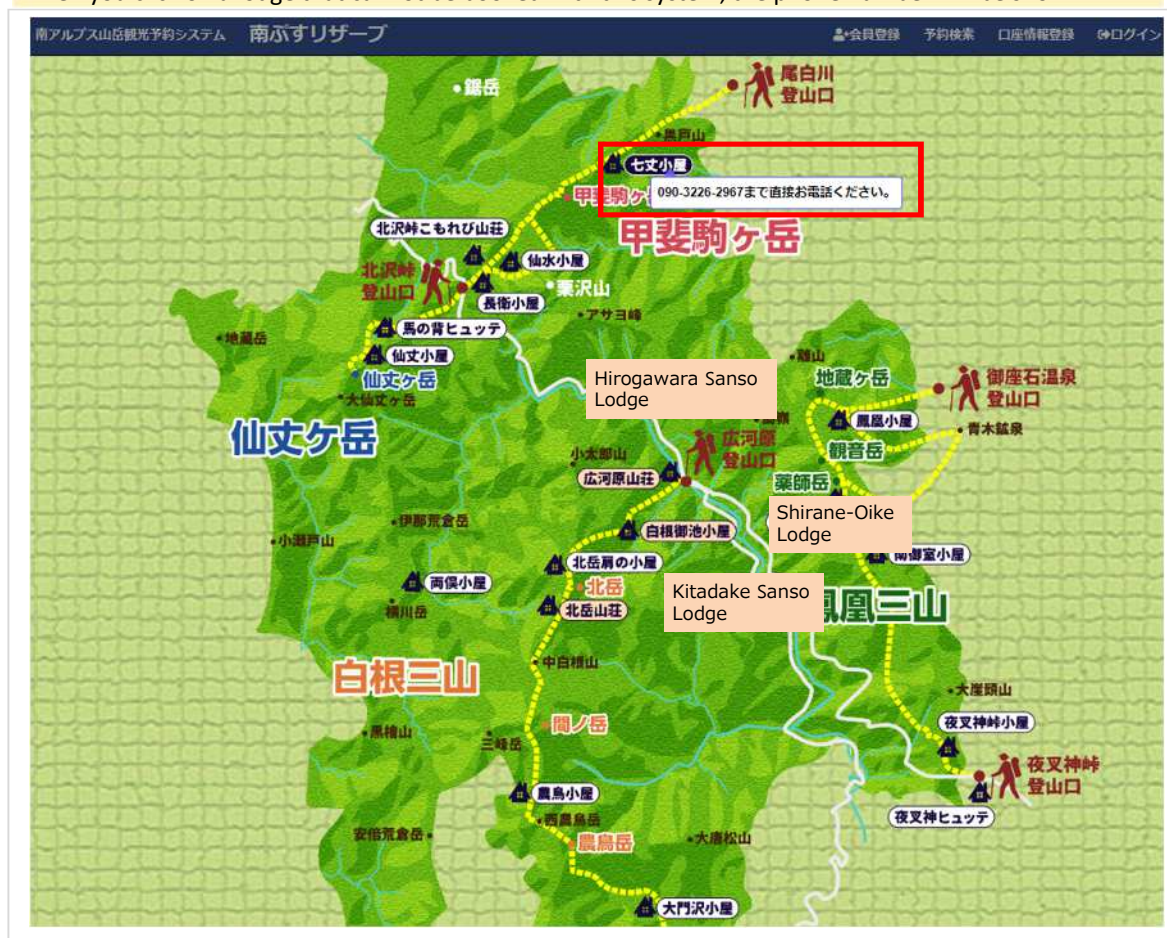 南アルプス山岳観光予約システム 南ぷすリザーブ
会員登録 予約検索 口座情報登録 ログイン
尾白川
登山口
鋸岳
黒戸山
七丈小屋
090-3226-2967まで直接お電話ください。
甲斐駒ヶ
甲斐駒ヶ岳
北沢峠こもれび山荘
仙水小屋
北沢峠
登山口
長衛小屋
栗沢山
アサヨ峰
馬の背ヒュッテ
地蔵岳
仙丈小屋
仙丈ヶ岳
大仙丈ヶ岳
仙丈ケ岳
Hirogawara Sanso
Lodge
離山
地蔵ヶ岳
御座石温泉
登山口
鳳凰小屋
青木鉱泉
観音岳
薬師岳
広河原
登山口
小太郎山
広河原山荘
Shirane-Oike
Lodge
白根御池小屋
南御室小屋
伊那荒倉岳
小瀬戸山
北岳肩の小屋
両俣小屋
北岳
横川岳
北岳山荘
Kitadake Sanso
Lodge
鳳凰三山
中白根山
白根三山
大崖頭山
夜叉神峠小屋
間ノ岳
黒檜山
三峰岳
夜叉神峠
登山口
農鳥小屋
夜叉神ヒュッテ
西農鳥岳
安倍荒倉岳
農鳥岳
大唐松山
大門沢小屋